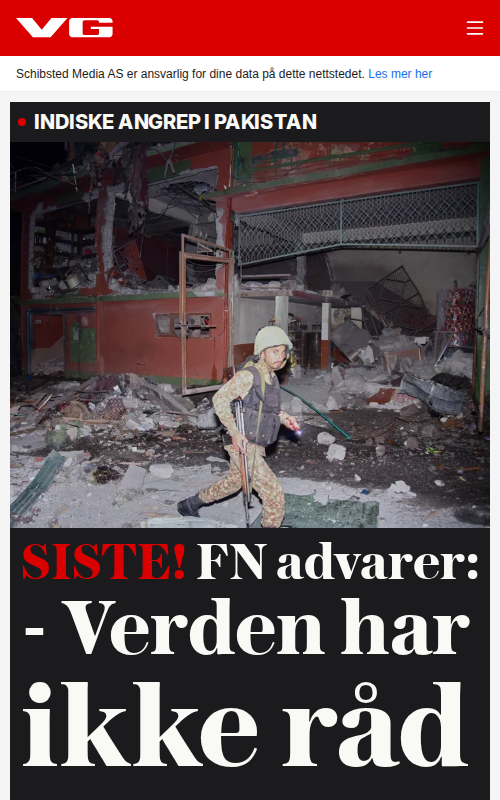 VG
Schibsted Media AS er ansvarlig for dine data på dette nettstedet. Les mer her
INDISKE ANGREP I PAKISTAN
SISTE! FN advarer:
- Verden har
ikke råd